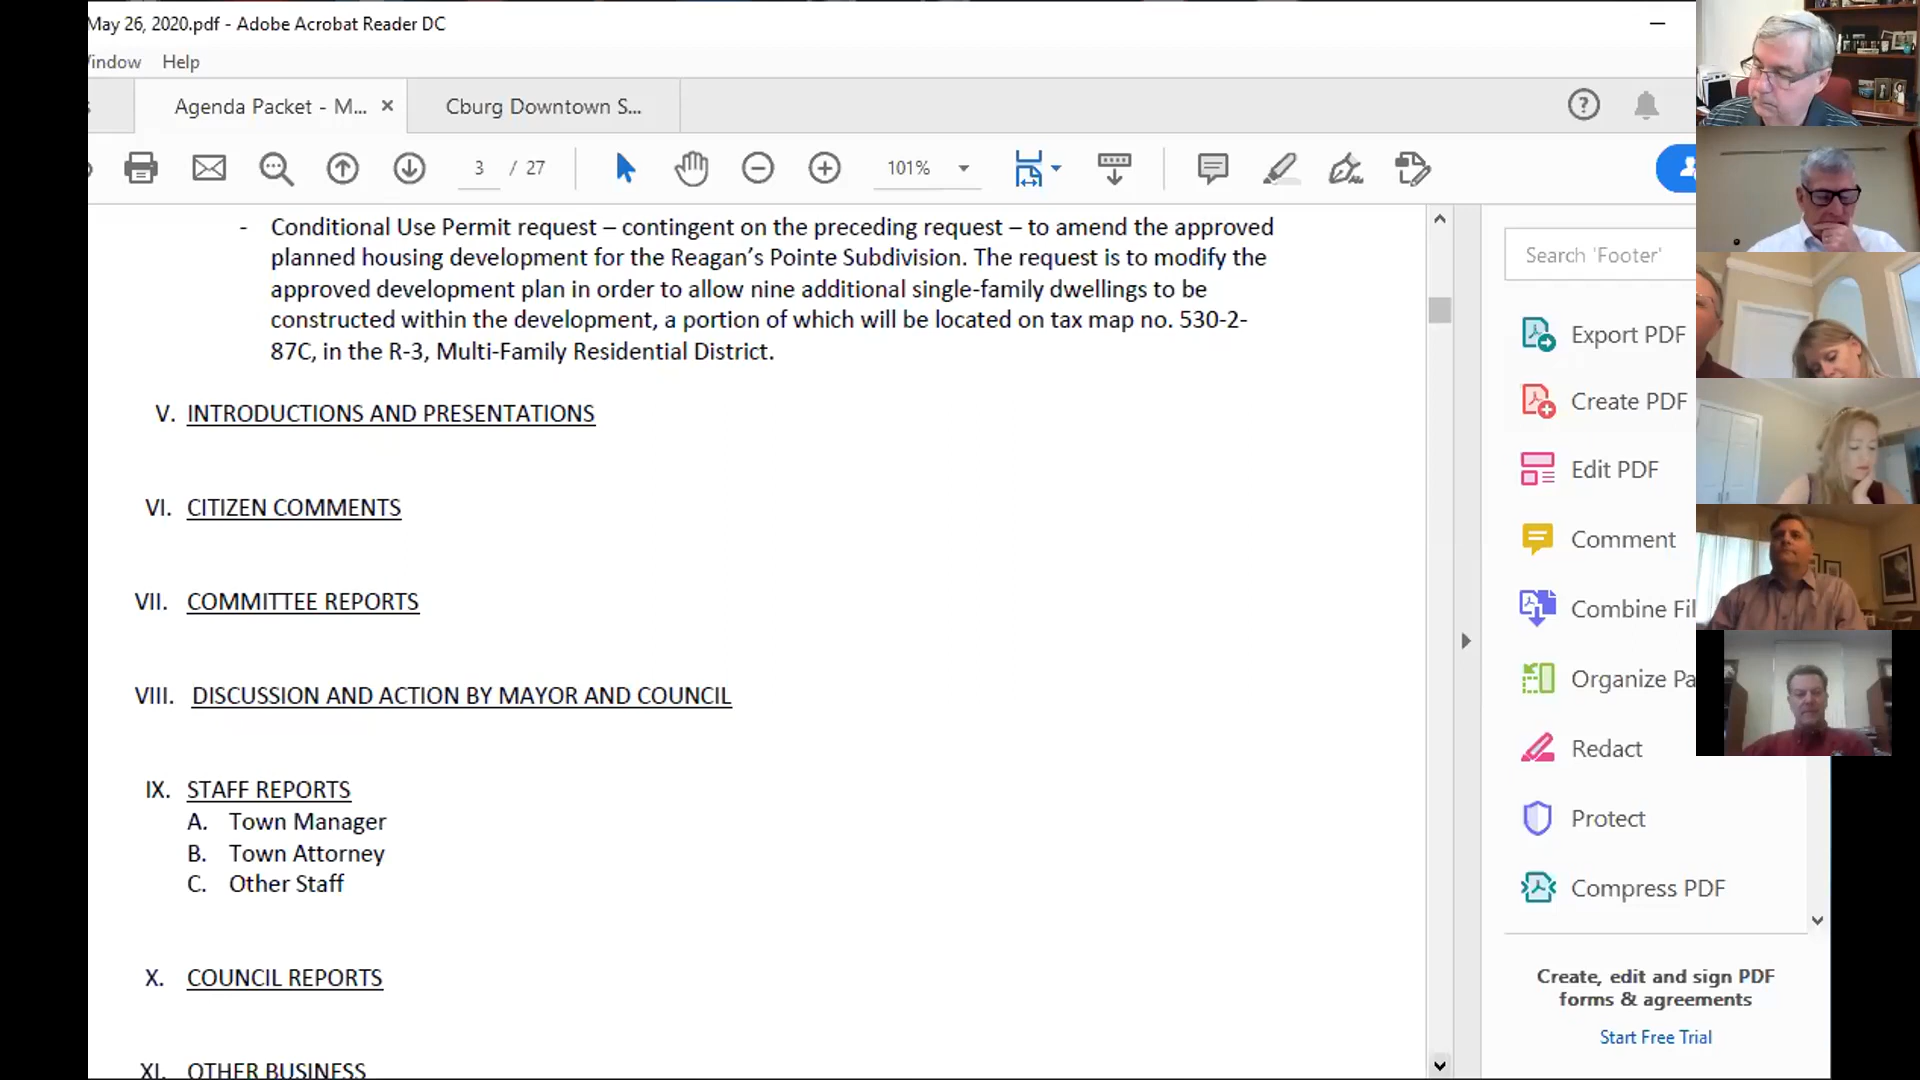 May 26, 2020.pdf - Adobe Acrobat Reader DC
Window Help
Agenda Packet - M... × Cburg Downtown S...
3 / 27 101%
- Conditional Use Permit request – contingent on the preceding request – to amend the approved
planned housing development for the Reagan’s Pointe Subdivision. The request is to modify the
approved development plan in order to allow nine additional single-family dwellings to be
constructed within the development, a portion of which will be located on tax map no. 530-2-
87C, in the R-3, Multi-Family Residential District.
V. INTRODUCTIONS AND PRESENTATIONS
VI. CITIZEN COMMENTS
VII. COMMITTEE REPORTS
VIII. DISCUSSION AND ACTION BY MAYOR AND COUNCIL
IX. STAFF REPORTS
A. Town Manager
B. Town Attorney
C. Other Staff
X. COUNCIL REPORTS
XI. OTHER BUSINESS
Search 'Footer'
Export PDF
Create PDF
Edit PDF
Comment
Combine Fil
Organize Pa
Redact
Protect
Compress PDF
Create, edit and sign PDF
forms & agreements
Start Free Trial